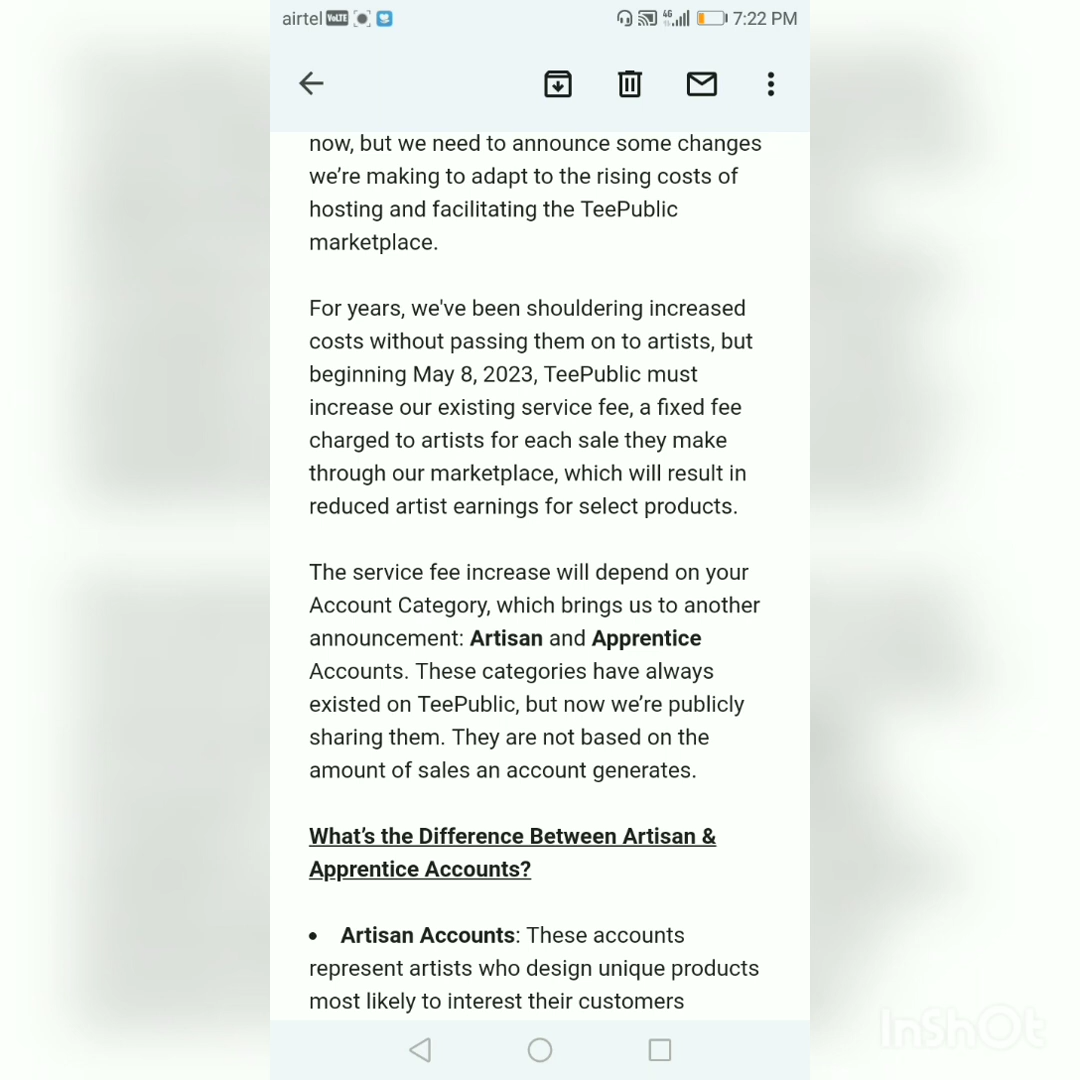 airtel VoLTE 4G 7:22 PM
now, but we need to announce some changes
we’re making to adapt to the rising costs of
hosting and facilitating the TeePublic
marketplace.
For years, we've been shouldering increased
costs without passing them on to artists, but
beginning May 8, 2023, TeePublic must
increase our existing service fee, a fixed fee
charged to artists for each sale they make
through our marketplace, which will result in
reduced artist earnings for select products.
The service fee increase will depend on your
Account Category, which brings us to another
announcement: Artisan and Apprentice
Accounts. These categories have always
existed on TeePublic, but now we’re publicly
sharing them. They are not based on the
amount of sales an account generates.
What’s the Difference Between Artisan &
Apprentice Accounts?
• Artisan Accounts: These accounts
represent artists who design unique products
most likely to interest their customers
InShOt